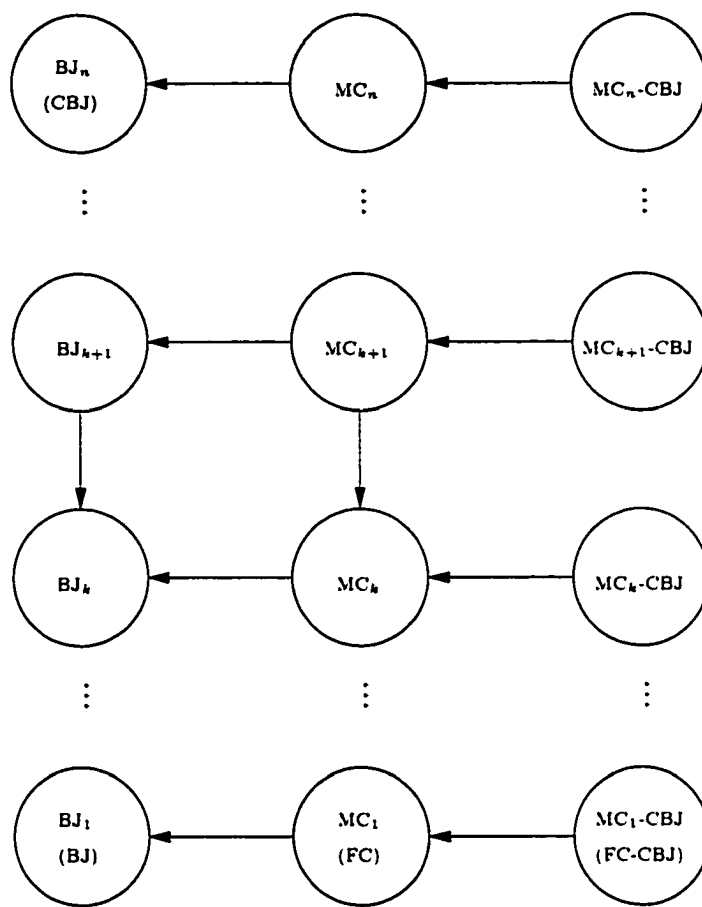 BJₙ MCₙ MCₙ-CBJ
(CBJ)
⋮ ⋮ ⋮
BJₖ₊₁ MCₖ₊₁ MCₖ₊₁-CBJ
BJₖ MCₖ MCₖ-CBJ
⋮ ⋮ ⋮
BJ₁ MC₁ MC₁-CBJ
(BJ) (FC) (FC-CBJ)